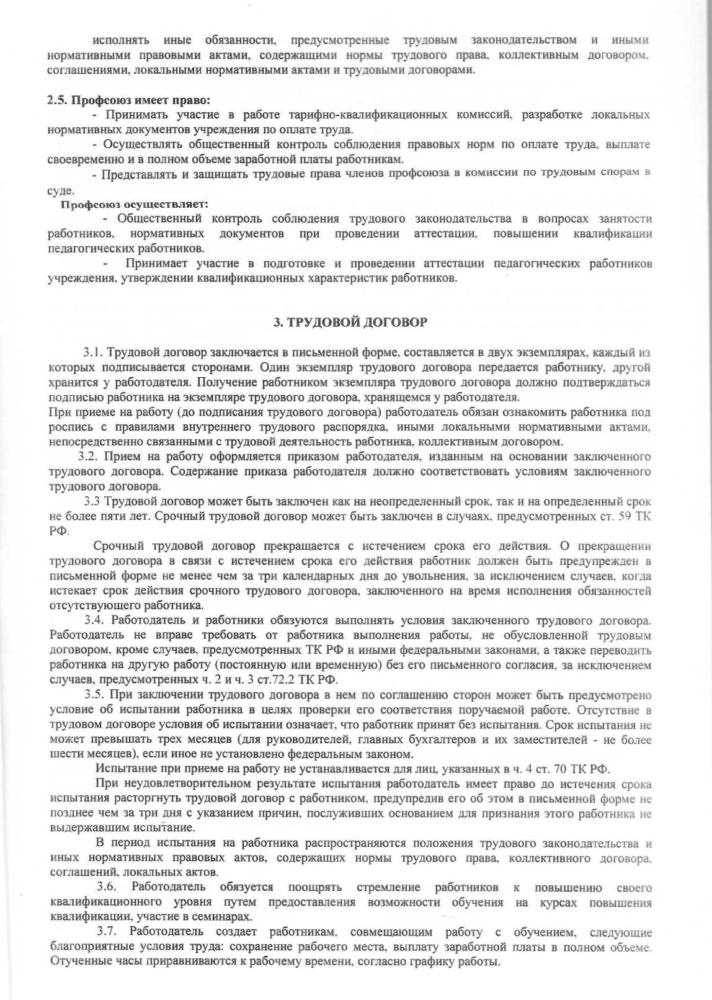 исполнять иные обязанности, предусмотренные трудовым законодательством и иными
нормативными правовыми актами, содержащими нормы трудового права, коллективным договором,
соглашениями, локальными нормативными актами и трудовыми договорами.
2.5. Профсоюз имеет право:
- Принимать участие в работе тарифно-квалификационных комиссий, разработке локальных
нормативных документов учреждения по оплате труда.
- Осуществлять общественный контроль соблюдения правовых норм по оплате труда, выплате
своевременно и в полном объеме заработной платы работникам.
- Представлять и защищать трудовые права членов профсоюза в комиссии по трудовым спорам в
суде.
Профсоюз осуществляет:
- Общественный контроль соблюдения трудового законодательства в вопросах занятости
работников, нормативных документов при проведении аттестации, повышении квалификации
педагогических работников.
- Принимает участие в подготовке и проведении аттестации педагогических работников
учреждения, утверждении квалификационных характеристик работников.
3. ТРУДОВОЙ ДОГОВОР
3.1. Трудовой договор заключается в письменной форме, составляется в двух экземплярах, каждый из
которых подписывается сторонами. Один экземпляр трудового договора передается работнику, другой
хранится у работодателя. Получение работником экземпляра трудового договора должно подтверждаться
подписью работника на экземпляре трудового договора, хранящемся у работодателя.
При приеме на работу (до подписания трудового договора) работодатель обязан ознакомить работника под
роспись с правилами внутреннего трудового распорядка, иными локальными нормативными актами,
непосредственно связанными с трудовой деятельность работника, коллективным договором.
3.2. Прием на работу оформляется приказом работодателя, изданным на основании заключенного
трудового договора. Содержание приказа работодателя должно соответствовать условиям заключенного
трудового договора.
3.3 Трудовой договор может быть заключен как на неопределенный срок, так и на определенный срок
не более пяти лет. Срочный трудовой договор может быть заключен в случаях, предусмотренных ст. 59 ТК
РФ.
Срочный трудовой договор прекращается с истечением срока его действия. О прекращении
трудового договора в связи с истечением срока его действия работник должен быть предупрежден в
письменной форме не менее чем за три календарных дня до увольнения, за исключением случаев, когда
истекает срок действия срочного трудового договора, заключенного на время исполнения обязанностей
отсутствующего работника.
3.4. Работодатель и работники обязуются выполнять условия заключенного трудового договора.
Работодатель не вправе требовать от работника выполнения работы, не обусловленной трудовым
договором, кроме случаев, предусмотренных ТК РФ и иными федеральными законами, а также переводить
работника на другую работу (постоянную или временную) без его письменного согласия, за исключением
случаев, предусмотренных ч. 2 и ч. 3 ст.72.2 ТК РФ.
3.5. При заключении трудового договора в нем по соглашению сторон может быть предусмотрено
условие об испытании работника в целях проверки его соответствия поручаемой работе. Отсутствие в
трудовом договоре условия об испытании означает, что работник принят без испытания. Срок испытания не
может превышать трех месяцев (для руководителей, главных бухгалтеров и их заместителей - не более
шести месяцев), если иное не установлено федеральным законом.
Испытание при приеме на работу не устанавливается для лиц, указанных в ч. 4 ст. 70 ТК РФ.
При неудовлетворительном результате испытания работодатель имеет право до истечения срока
испытания расторгнуть трудовой договор с работником, предупредив его об этом в письменной форме не
позднее чем за три дня с указанием причин, послуживших основанием для признания этого работника не
выдержавшим испытание.
В период испытания на работника распространяются положения трудового законодательства и
иных нормативных правовых актов, содержащих нормы трудового права, коллективного договора,
соглашений, локальных актов.
3.6. Работодатель обязуется поощрять стремление работников к повышению своего
квалификационного уровня путем предоставления возможности обучения на курсах повышения
квалификации, участие в семинарах.
3.7. Работодатель создает работникам, совмещающим работу с обучением, следующие
благоприятные условия труда: сохранение рабочего места, выплату заработной платы в полном объеме.
Отученные часы приравниваются к рабочему времени, согласно графику работы.